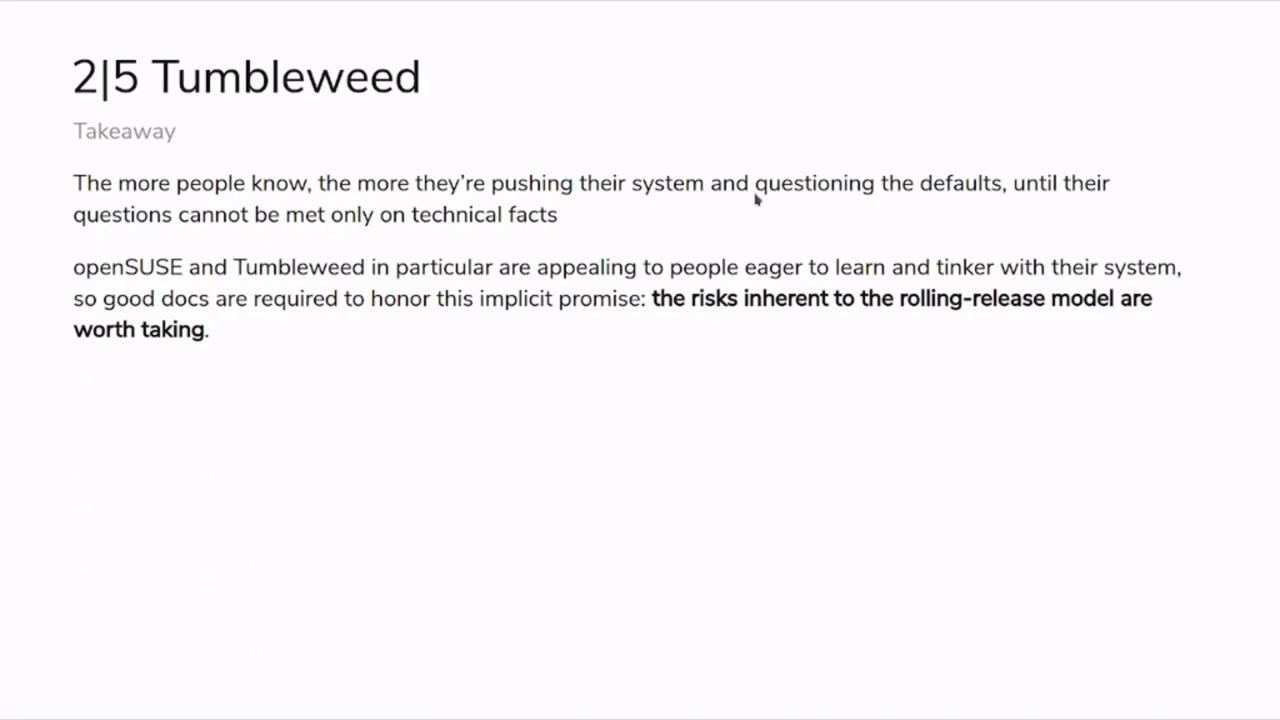 2|5 Tumbleweed
Takeaway
The more people know, the more they're pushing their system and questioning the defaults, until their
questions cannot be met only on technical facts
openSUSE and Tumbleweed in particular are appealing to people eager to learn and tinker with their system,
so good docs are required to honor this implicit promise: the risks inherent to the rolling-release model are
worth taking.